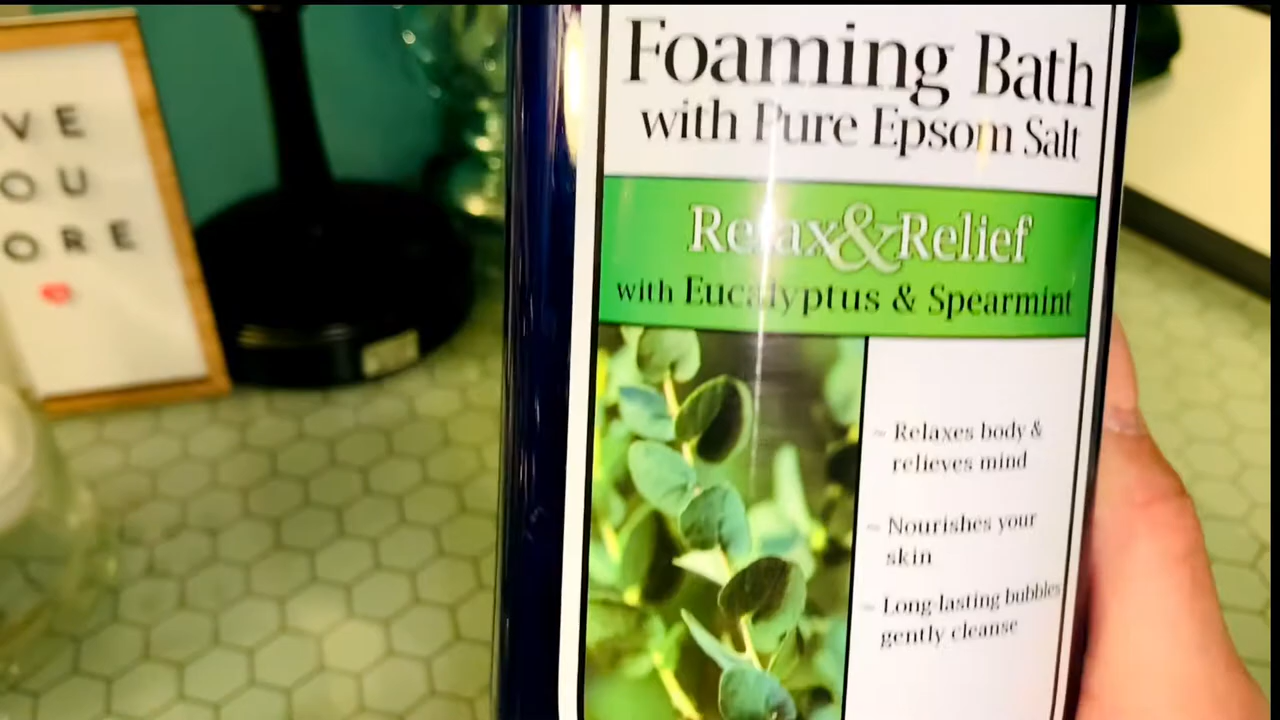 VE
OU
ORE
Foaming Bath
with Pure Epsom Salt
Relax&Relief
with Eucalyptus & Spearmint
~ Relaxes body &
relieves mind
~ Nourishes your
skin
~ Long-lasting bubbles
gently cleanse